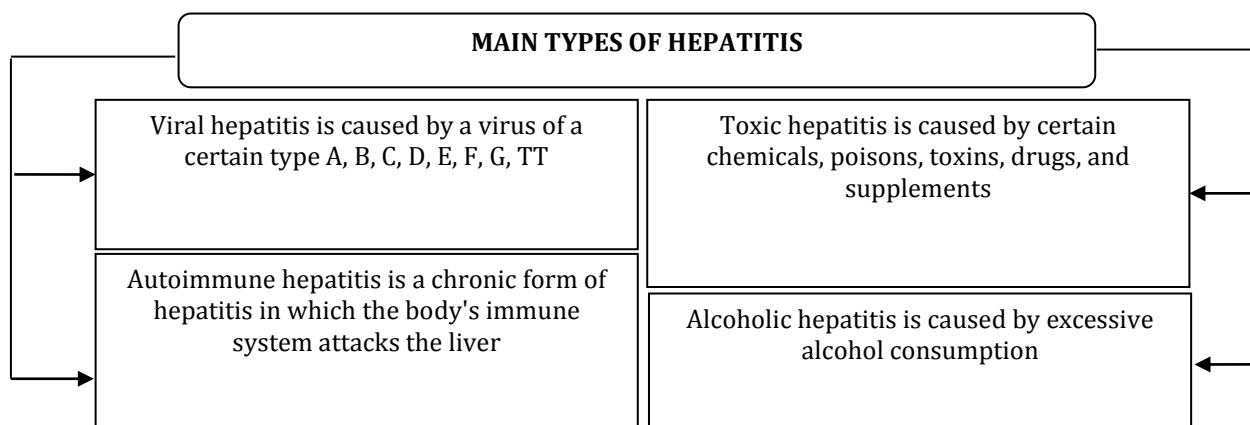 MAIN TYPES OF HEPATITIS
Viral hepatitis is caused by a virus of a
certain type A, B, C, D, E, F, G, TT
Toxic hepatitis is caused by certain
chemicals, poisons, toxins, drugs, and
supplements
Autoimmune hepatitis is a chronic form of
hepatitis in which the body's immune
system attacks the liver
Alcoholic hepatitis is caused by excessive
alcohol consumption